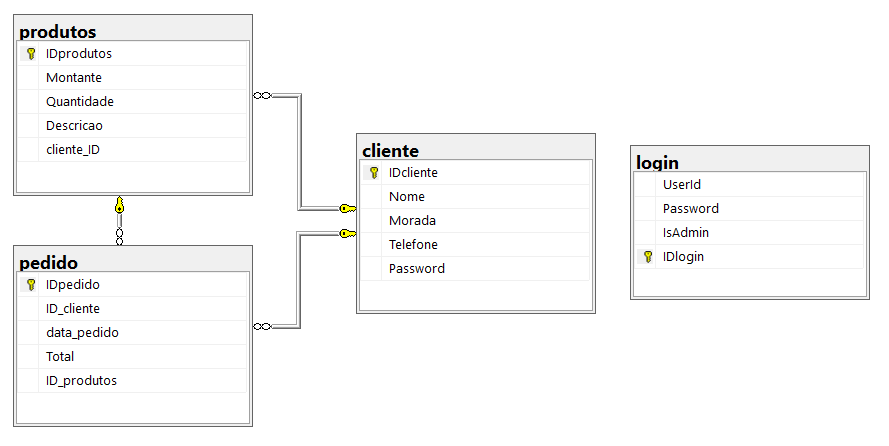 produtos
IDprodutos
Montante
Quantidade
Descricao
cliente_ID
pedido
IDpedido
ID_cliente
data_pedido
Total
ID_produtos
cliente
IDcliente
Nome
Morada
Telefone
Password
login
UserId
Password
IsAdmin
IDlogin